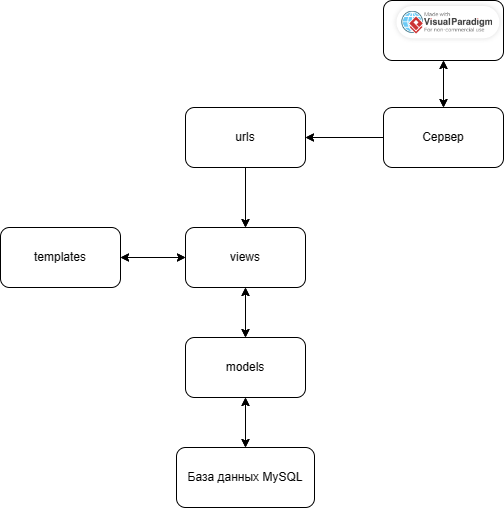 Made with
VisualParadigm
For non-commercial use
urls
Сервер
templates
views
models
База данных MySQL